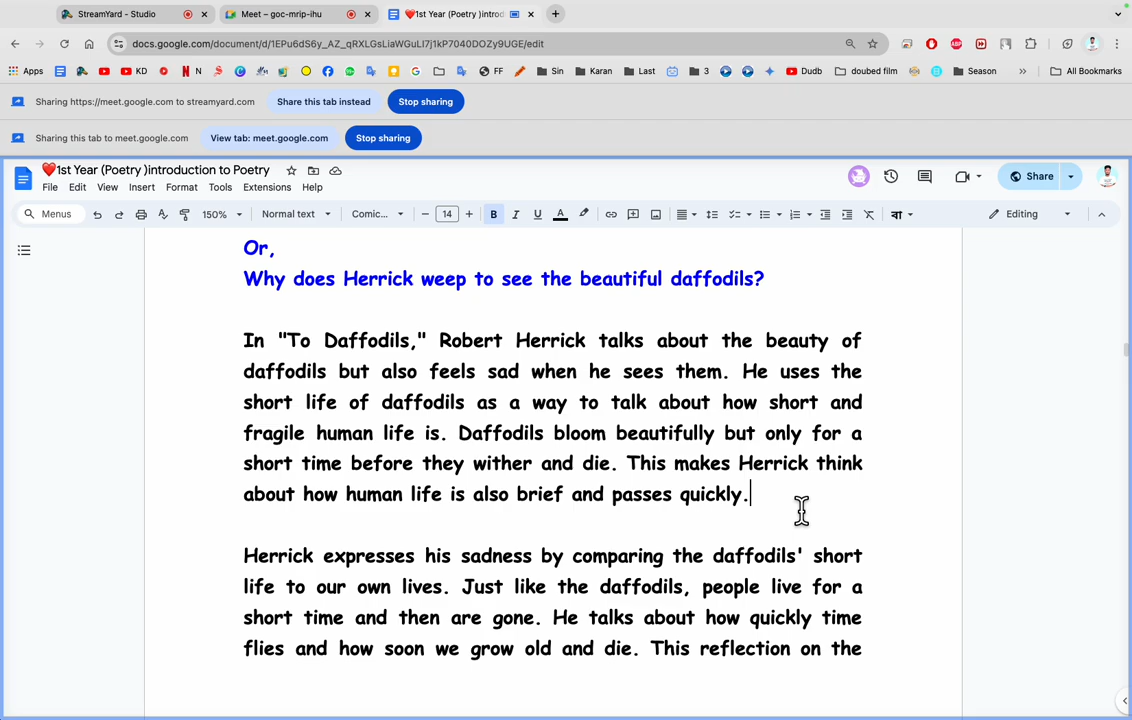 StreamYard - Studio
Meet – goc-mrip-ihu
❤️1st Year (Poetry )introd
docs.google.com/document/d/1EPu6dS6y_AZ_qRXLGsLiaWGuLI7j1kP7040DOZy9UGE/edit
Apps
KD
N
FF
Sin
Karan
Last
3
Dudb
doubed film
Season
»
All Bookmarks
Sharing https://meet.google.com to streamyard.com
Share this tab instead
Stop sharing
Sharing this tab to meet.google.com
View tab: meet.google.com
Stop sharing
❤️1st Year (Poetry )introduction to Poetry
File Edit View Insert Format Tools Extensions Help
Share
Menus
150%
Normal text
Comic...
14
B I U A
বা
Editing
Or,
Why does Herrick weep to see the beautiful daffodils?
In "To Daffodils," Robert Herrick talks about the beauty of
daffodils but also feels sad when he sees them. He uses the
short life of daffodils as a way to talk about how short and
fragile human life is. Daffodils bloom beautifully but only for a
short time before they wither and die. This makes Herrick think
about how human life is also brief and passes quickly.
Herrick expresses his sadness by comparing the daffodils' short
life to our own lives. Just like the daffodils, people live for a
short time and then are gone. He talks about how quickly time
flies and how soon we grow old and die. This reflection on the